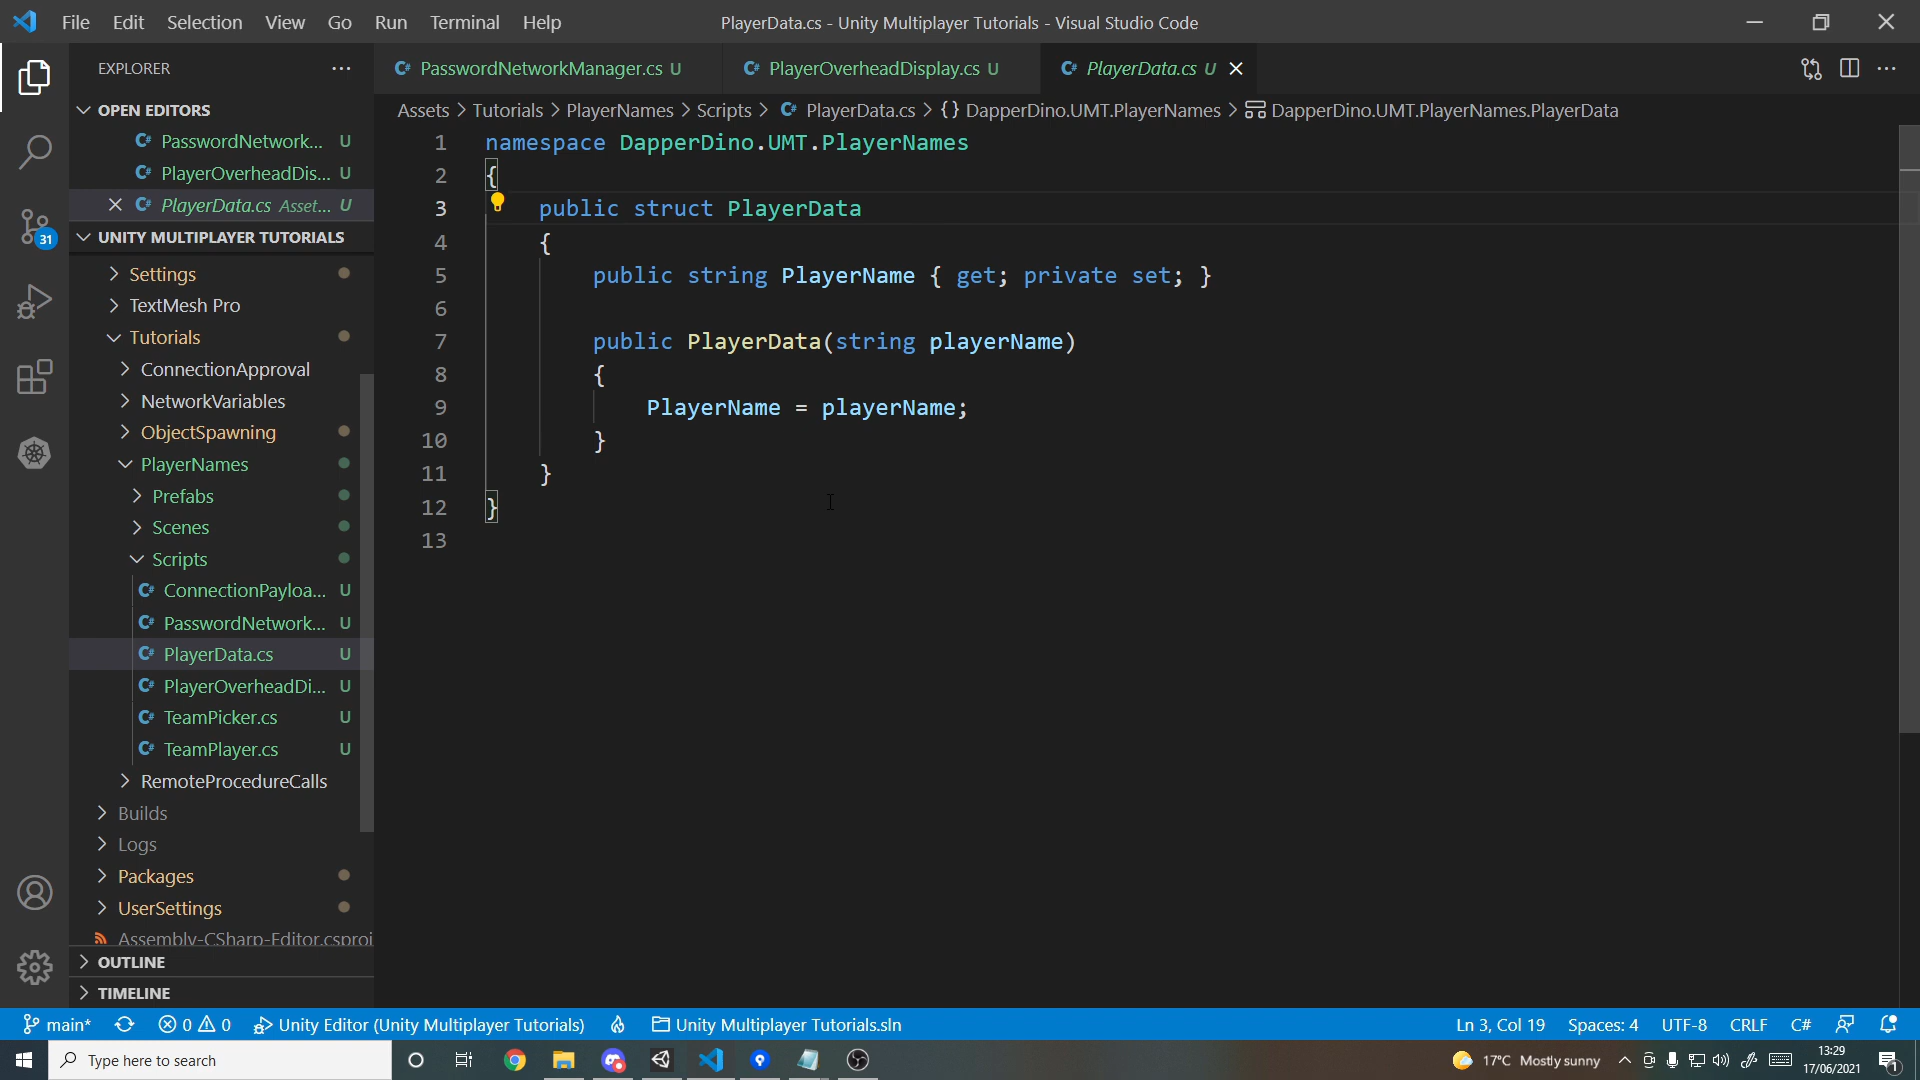 File Edit Selection View Go Run Terminal Help PlayerData.cs - Unity Multiplayer Tutorials - Visual Studio Code
EXPLORER
PasswordNetworkManager.cs U PlayerOverheadDisplay.cs U PlayerData.cs U
Assets > Tutorials > PlayerNames > Scripts > PlayerData.cs > {} DapperDino.UMT.PlayerNames > DapperDino.UMT.PlayerNames.PlayerData
OPEN EDITORS
PasswordNetwork... U
PlayerOverheadDis... U
PlayerData.cs Asset... U
UNITY MULTIPLAYER TUTORIALS
31
Settings
TextMesh Pro
Tutorials
ConnectionApproval
NetworkVariables
ObjectSpawning
PlayerNames
Prefabs
Scenes
Scripts
ConnectionPayloa... U
PasswordNetwork... U
PlayerData.cs U
PlayerOverheadDi... U
TeamPicker.cs U
TeamPlayer.cs U
RemoteProcedureCalls
Builds
Logs
Packages
UserSettings
Assembly-CSharp-Editor.csproj
OUTLINE
TIMELINE
1 namespace DapperDino.UMT.PlayerNames
2 {
3 public struct PlayerData
4 {
5 public string PlayerName { get; private set; }
6
7 public PlayerData(string playerName)
8 {
9 PlayerName = playerName;
10 }
11 }
12 }
13
main* 0 0 Unity Editor (Unity Multiplayer Tutorials) Unity Multiplayer Tutorials.sln Ln 3, Col 19 Spaces: 4 UTF-8 CRLF C#
Type here to search 17°C Mostly sunny 13:29
17/06/2021 1